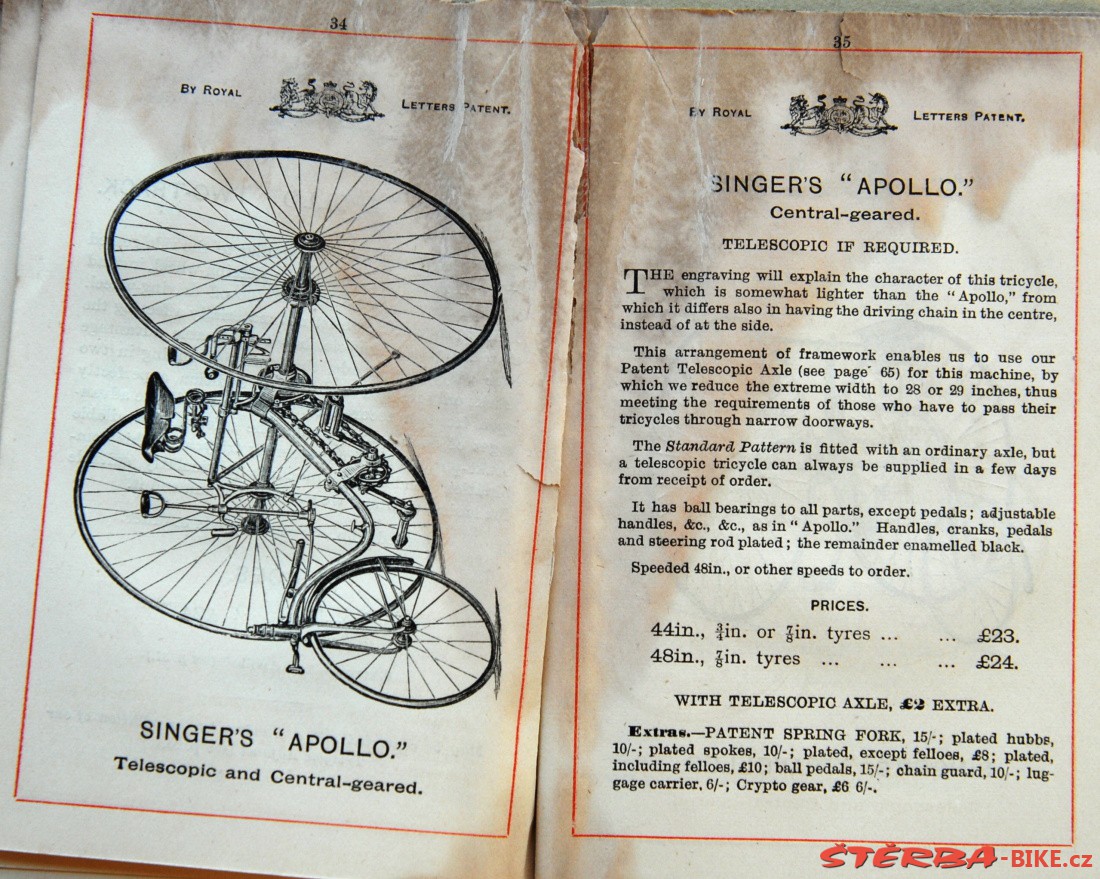 34
BY ROYAL LETTERS PATENT.
SINGER'S "APOLLO."
Telescopic and Central-geared.
35
BY ROYAL LETTERS PATENT.
SINGER'S "APOLLO."
Central-geared.
TELESCOPIC IF REQUIRED.
THE engraving will explain the character of this tricycle,
which is somewhat lighter than the "Apollo," from
which it differs also in having the driving chain in the centre,
instead of at the side.
This arrangement of framework enables us to use our
Patent Telescopic Axle (see page 65) for this machine, by
which we reduce the extreme width to 28 or 29 inches, thus
meeting the requirements of those who have to pass their
tricycles through narrow doorways.
The Standard Pattern is fitted with an ordinary axle, but
a telescopic tricycle can always be supplied in a few days
from receipt of order.
It has ball bearings to all parts, except pedals; adjustable
handles, &c., &c., as in "Apollo." Handles, cranks, pedals
and steering rod plated; the remainder enamelled black.
Speeded 48in., or other speeds to order.
PRICES.
44in., ¾in. or ⅞in. tyres ... ... £23.
48in., ⅞in. tyres ... ... ... £24.
WITH TELESCOPIC AXLE, £2 EXTRA.
Extras.—PATENT SPRING FORK, 15/-; plated hubbs,
10/-; plated spokes, 10/-; plated, except felloes, £8; plated,
including felloes, £10; ball pedals, 15/-; chain guard, 10/-; lug-
gage carrier, 6/-; Crypto gear, £6 6/-.
ŠTĚRBA-BIKE.cz